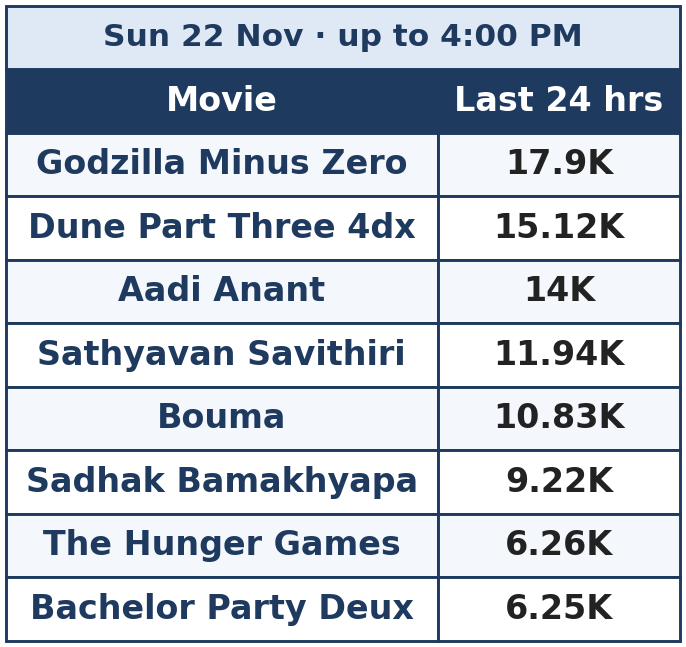 Sun 22 Nov · up to 4:00 PM
Movie Last 24 hrs
Godzilla Minus Zero 17.9K
Dune Part Three 4dx 15.12K
Aadi Anant 14K
Sathyavan Savithiri 11.94K
Bouma 10.83K
Sadhak Bamakhyapa 9.22K
The Hunger Games 6.26K
Bachelor Party Deux 6.25K